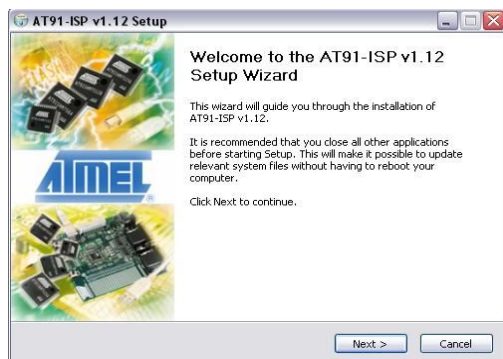 AT91-ISP v1.12 Setup
Welcome to the AT91-ISP v1.12
Setup Wizard
This wizard will guide you through the installation of
AT91-ISP v1.12.
It is recommended that you close all other applications
before starting Setup. This will make it possible to update
relevant system files without having to reboot your
computer.
Click Next to continue.
ATMEL
Next >
Cancel